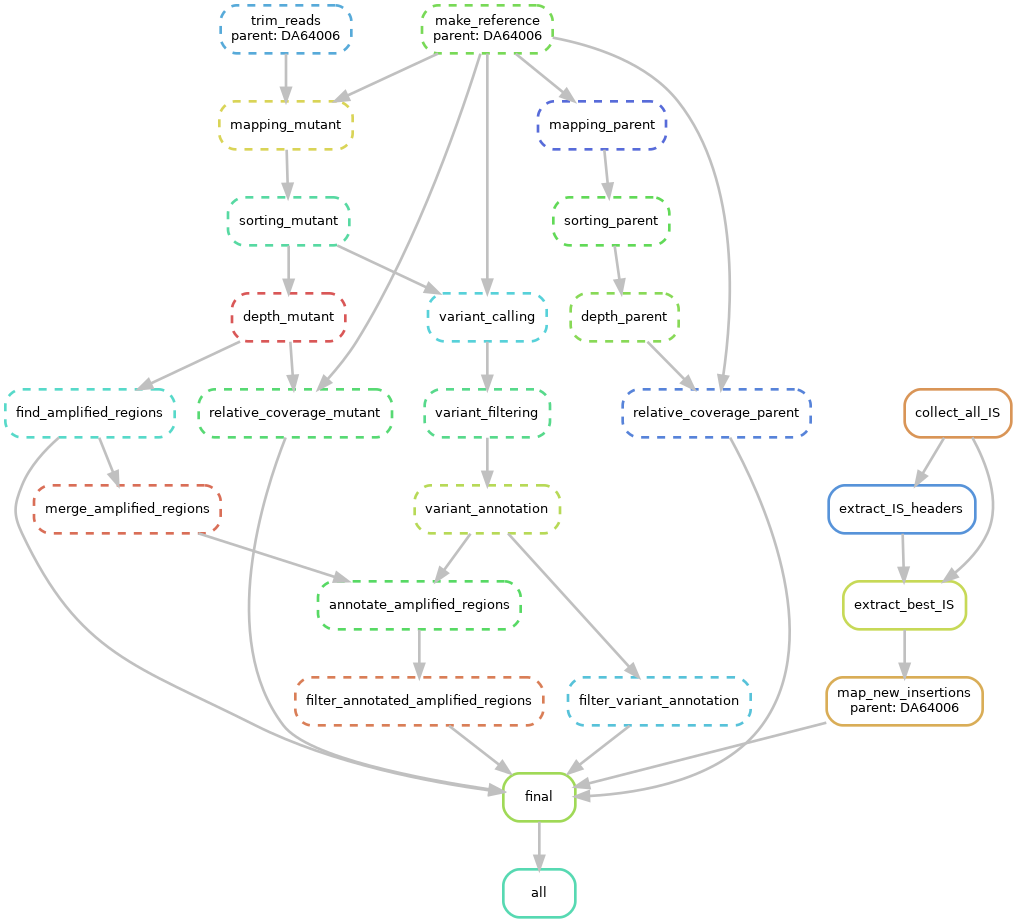 trim_reads
parent: DA64006
make_reference
parent: DA64006
mapping_mutant
mapping_parent
sorting_mutant
sorting_parent
depth_mutant
variant_calling
depth_parent
find_amplified_regions
relative_coverage_mutant
variant_filtering
relative_coverage_parent
collect_all_IS
merge_amplified_regions
variant_annotation
extract_IS_headers
annotate_amplified_regions
extract_best_IS
filter_annotated_amplified_regions
filter_variant_annotation
map_new_insertions
parent: DA64006
final
all